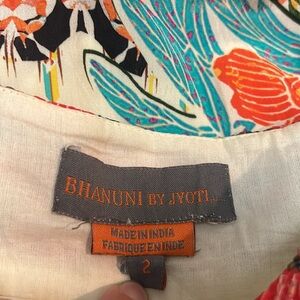 BHANUNI BY JYOTI
MADE IN INDIA
FABRIQUE EN INDE
2